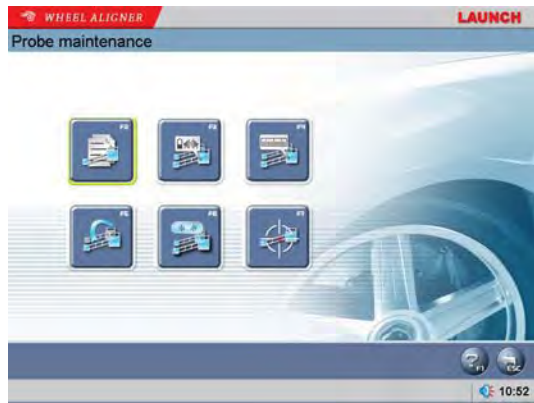 WHEEL ALIGNER
LAUNCH
Probe maintenance
F2
F3
F4
F5
F6
F7
F1
ESC
10:52